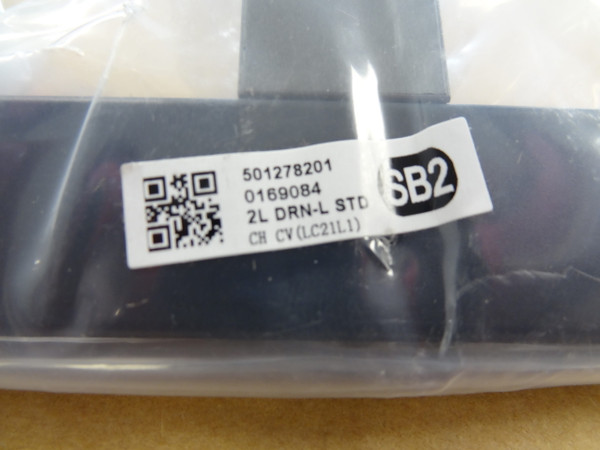 501278201
0169084
2L DRN-L STD
CH CV(LC21L1)
SB2